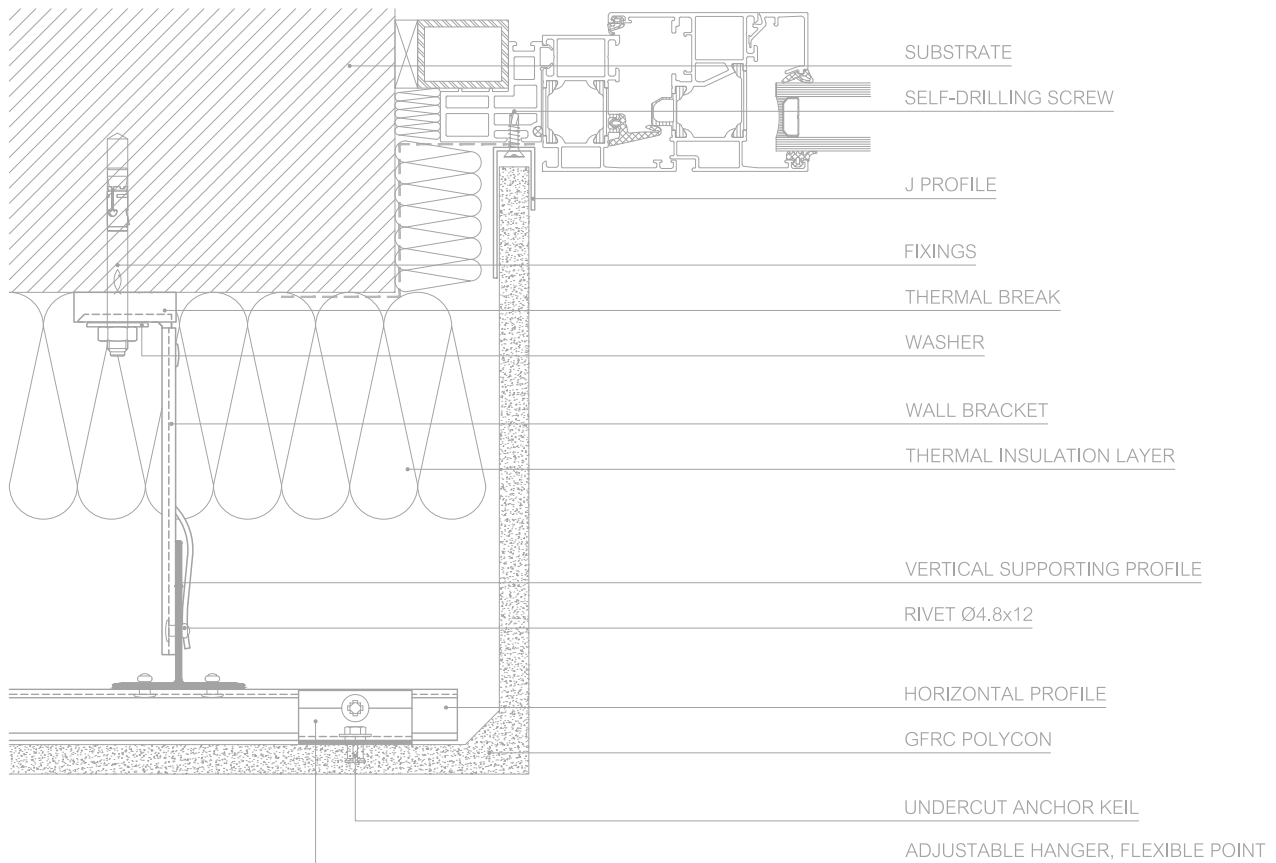 SUBSTRATE
SELF-DRILLING SCREW
J PROFILE
FIXINGS
THERMAL BREAK
WASHER
WALL BRACKET
THERMAL INSULATION LAYER
VERTICAL SUPPORTING PROFILE
RIVET Ø4.8x12
HORIZONTAL PROFILE
GFRC POLYCON
UNDERCUT ANCHOR KEIL
ADJUSTABLE HANGER, FLEXIBLE POINT